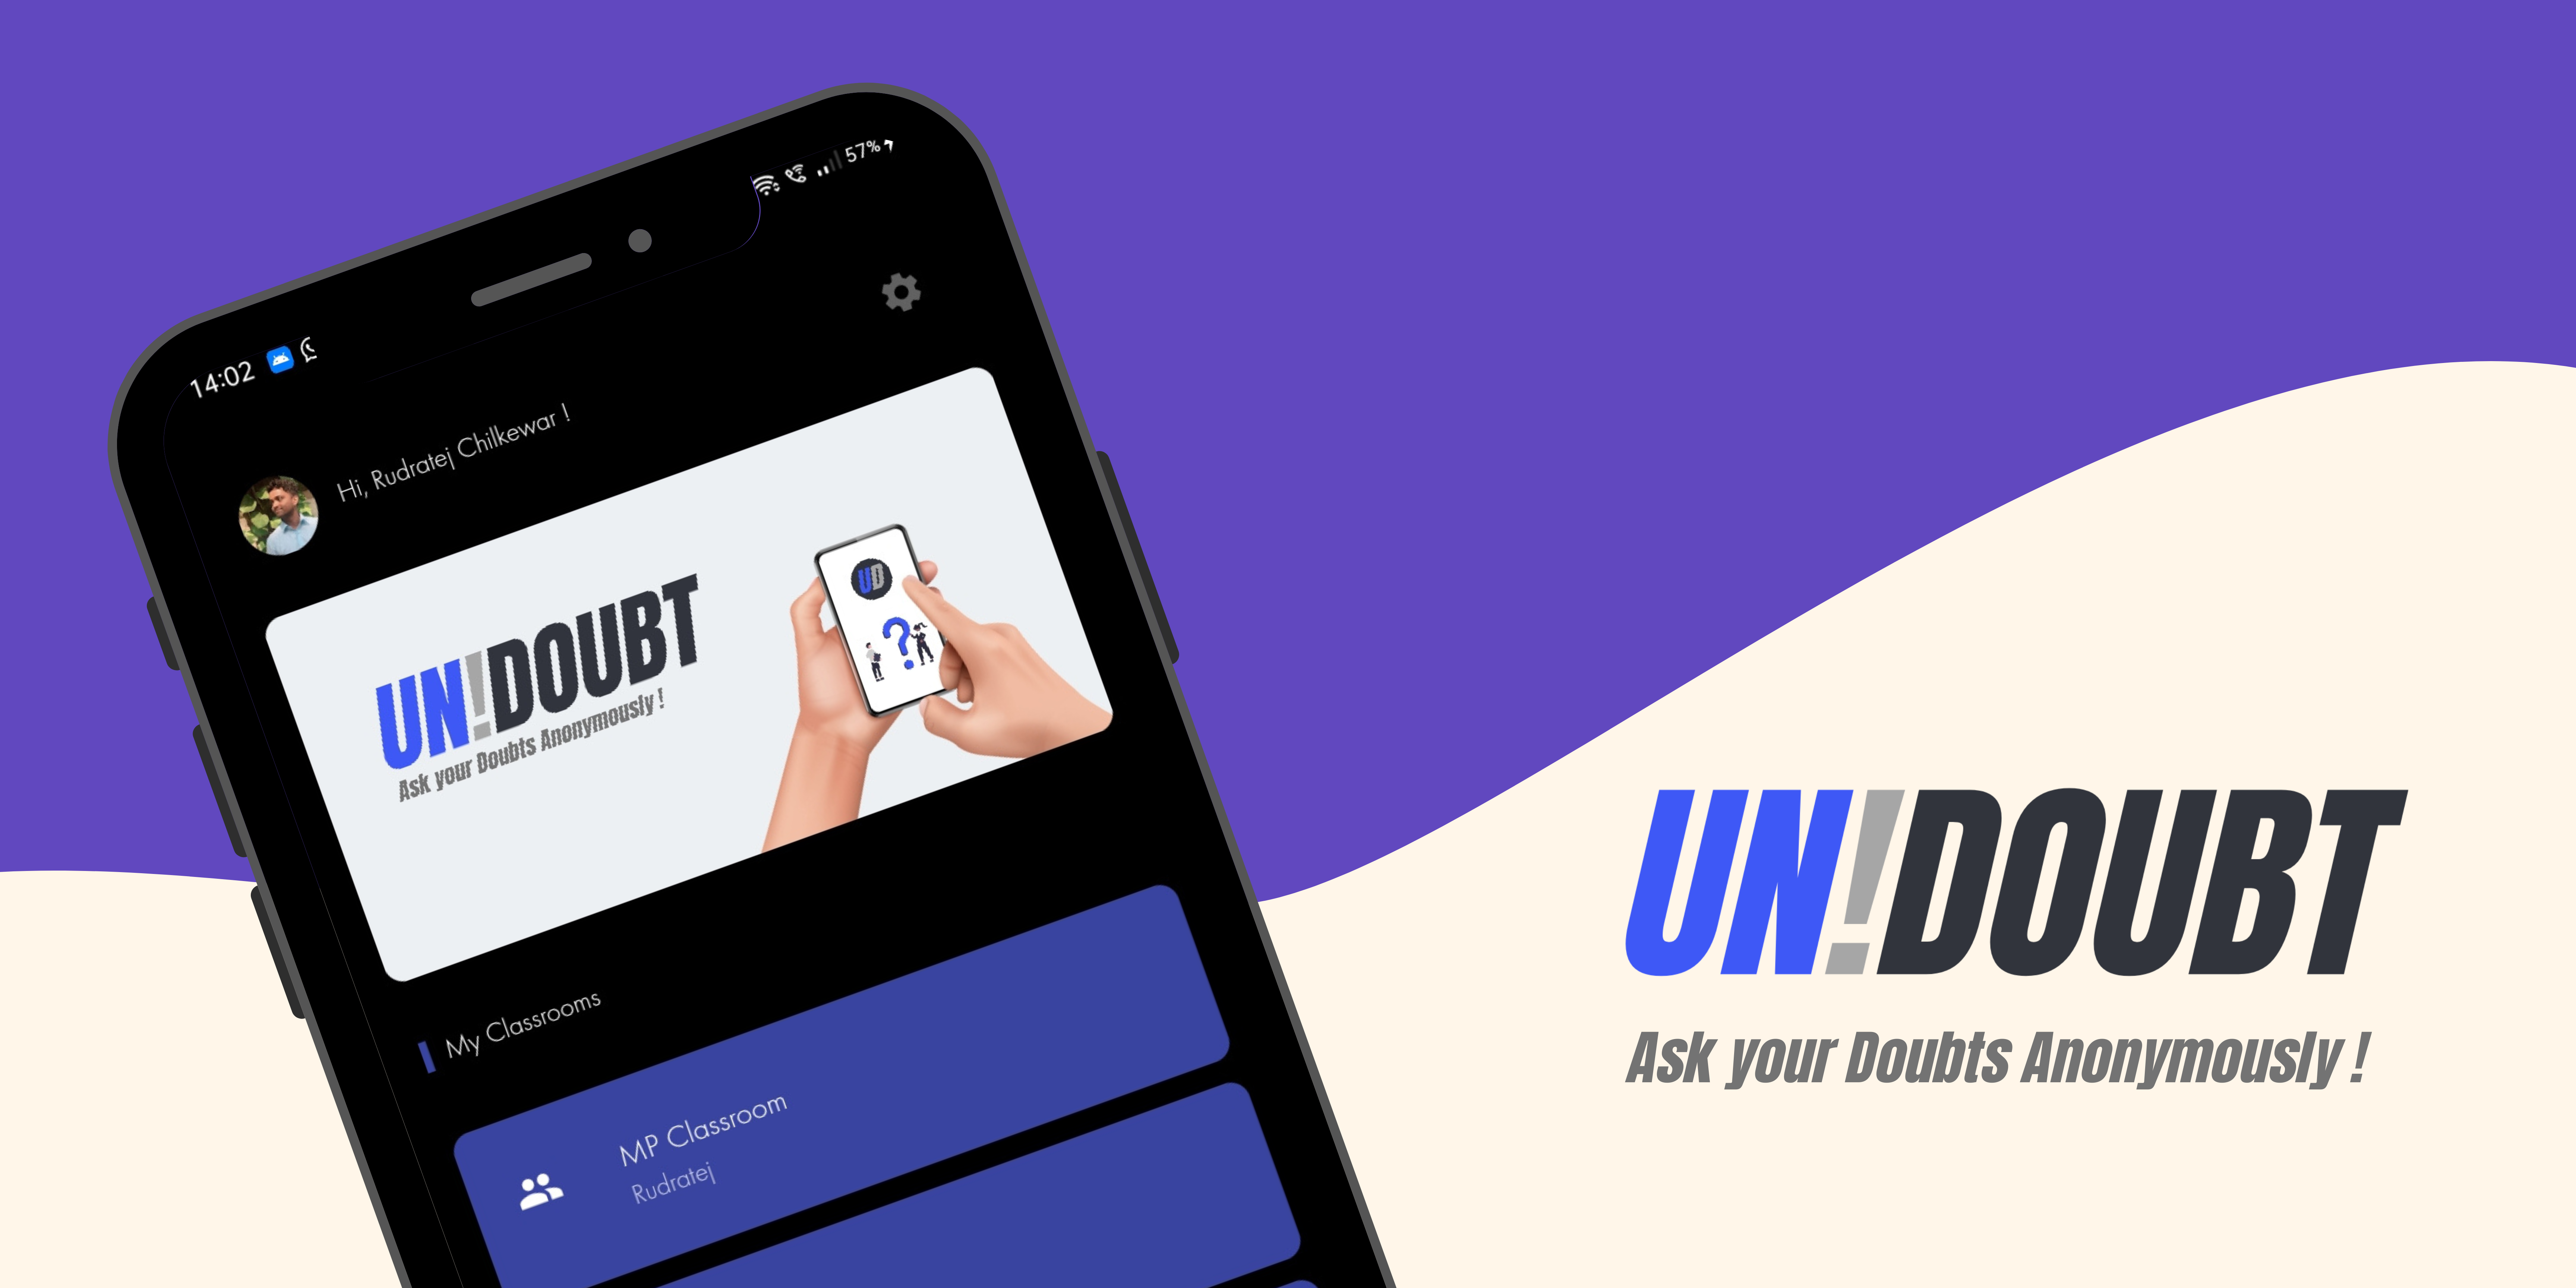 14:02
57%
Hi, Rudratej Chilkewar !
UN!DOUBT
Ask your Doubts Anonymously !
UD
?
My Classrooms
MP Classroom
Rudratej
UN!DOUBT
Ask your Doubts Anonymously !